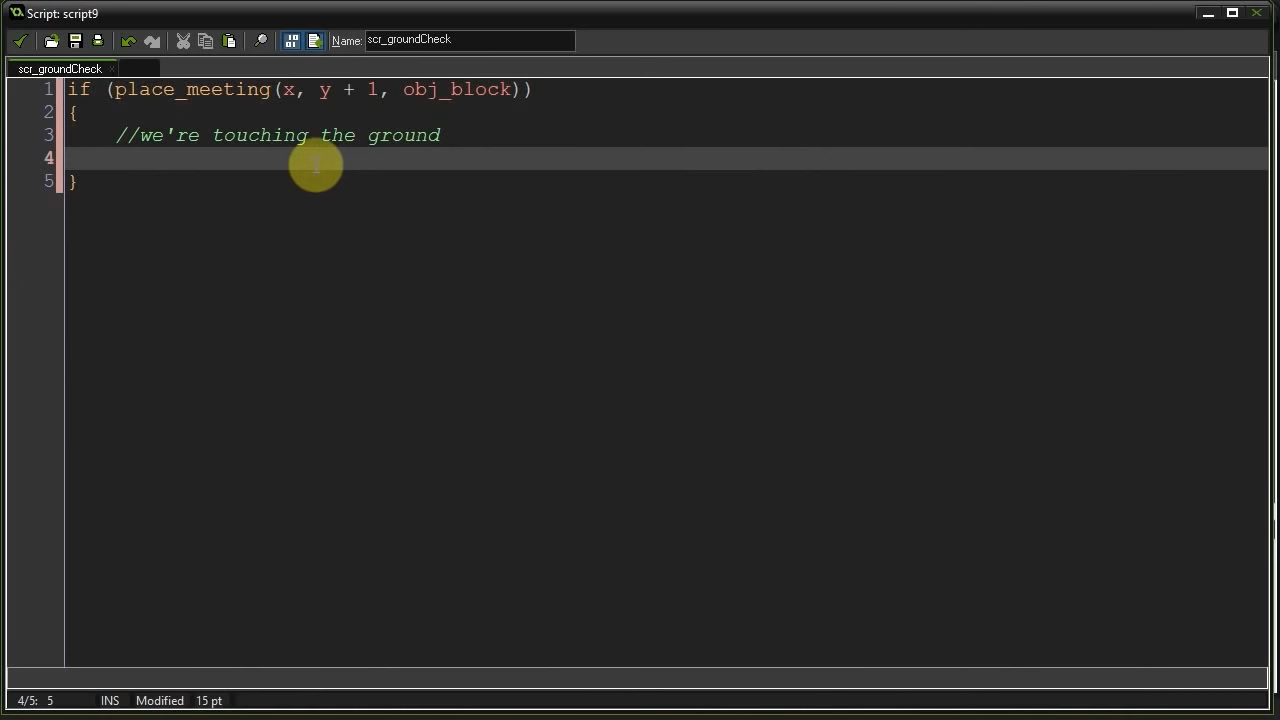 Script: script9
Name: scr_groundCheck
scr_groundCheck
1 if (place_meeting(x, y + 1, obj_block))
2 {
3 //we're touching the ground
4
5 }
4/5: 5 INS Modified 15 pt